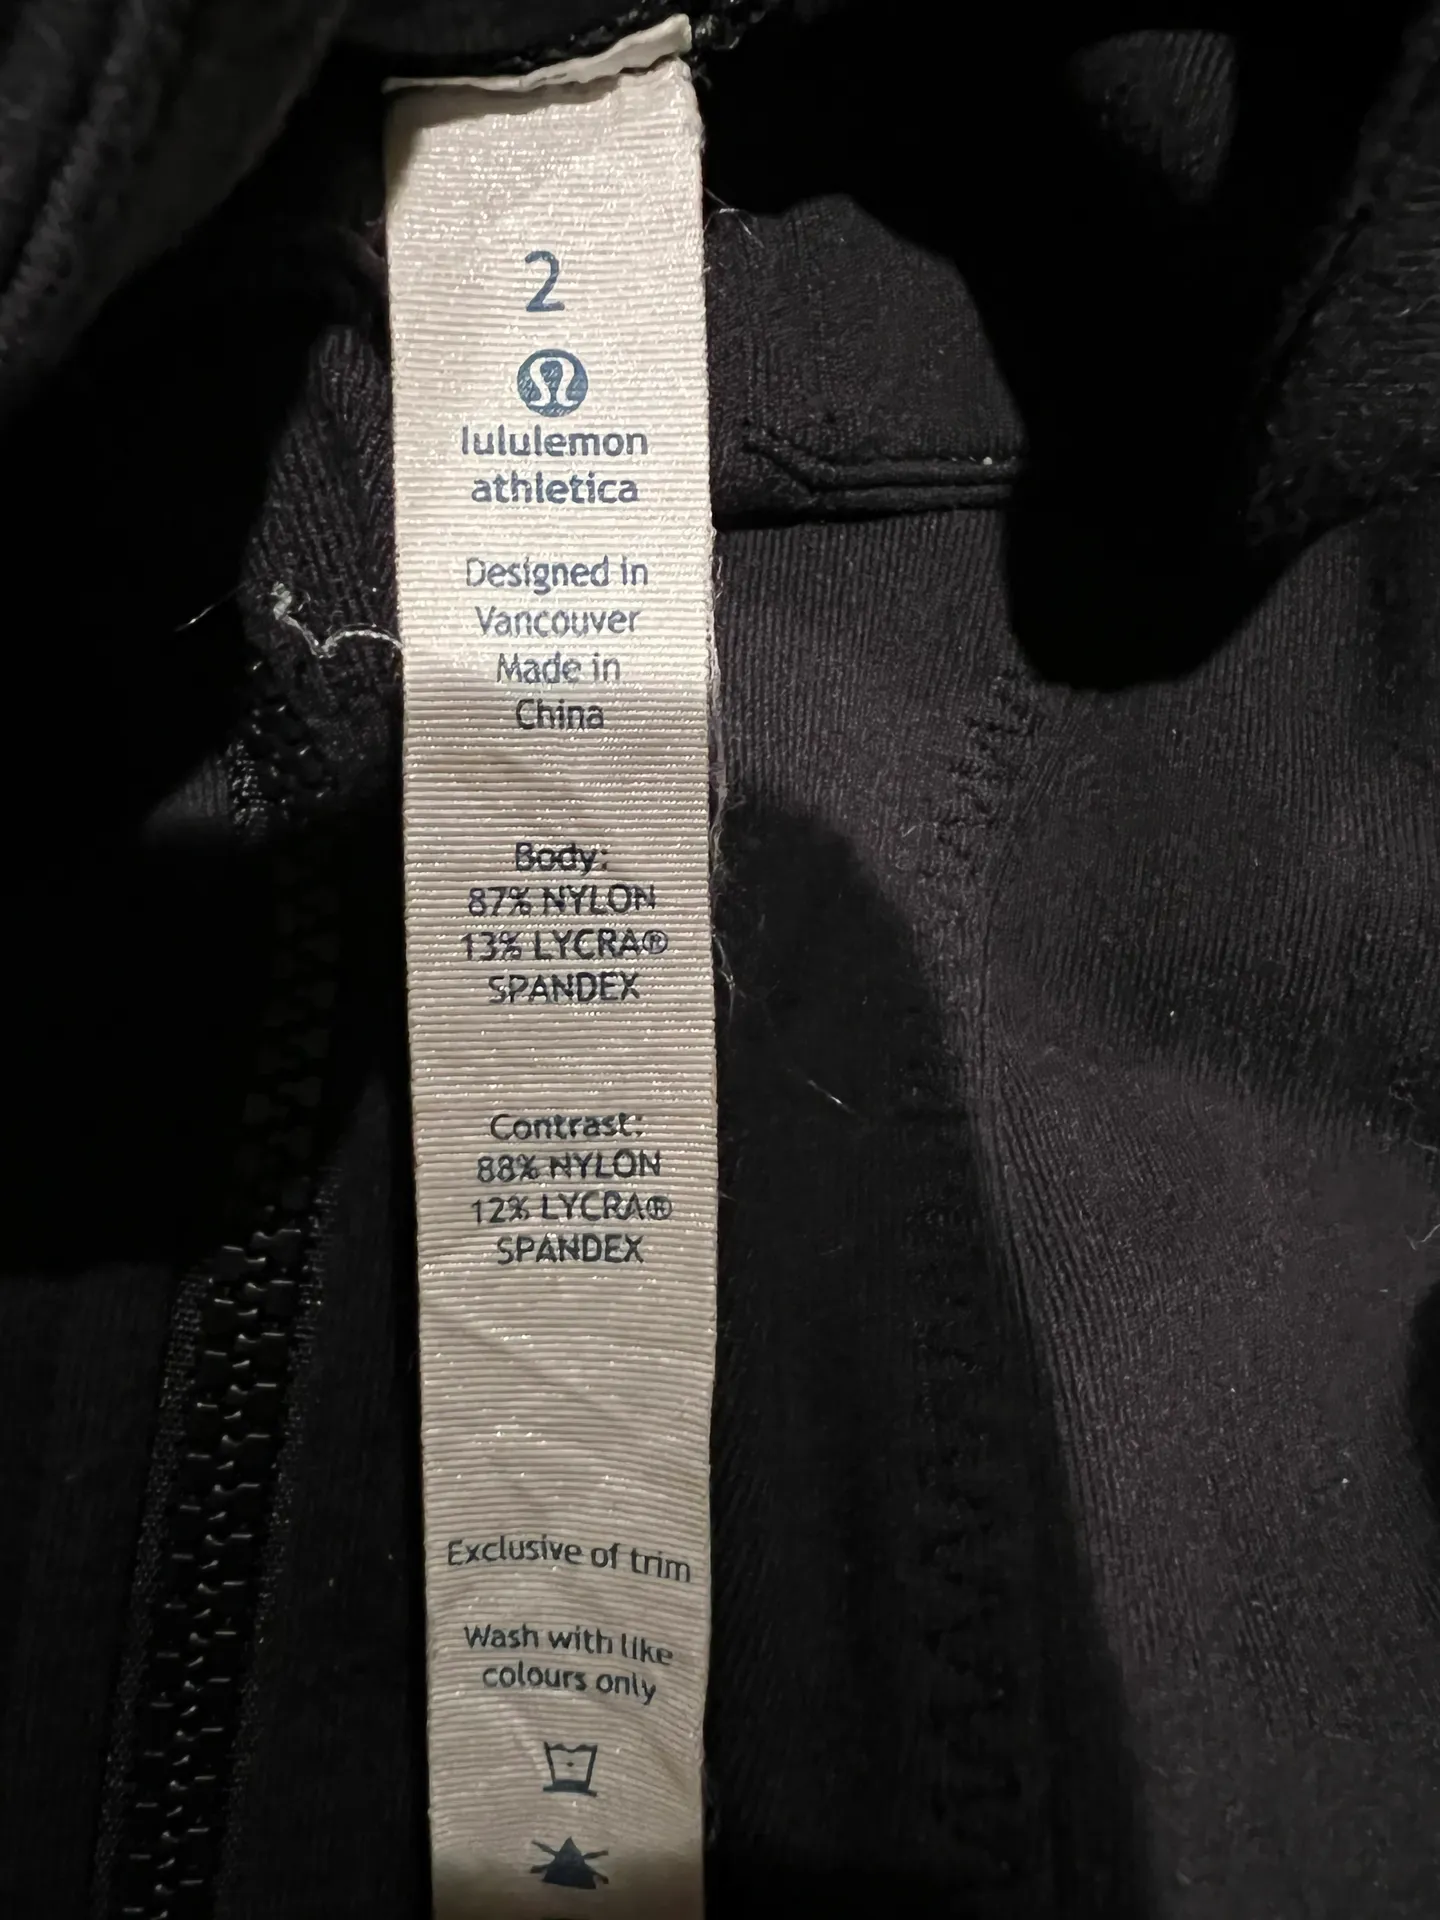 2
lululemon
athletica
Designed in
Vancouver
Made in
China
Body:
87% NYLON
13% LYCRA®
SPANDEX
Contrast:
88% NYLON
12% LYCRA®
SPANDEX
Exclusive of trim
Wash with like
colours only